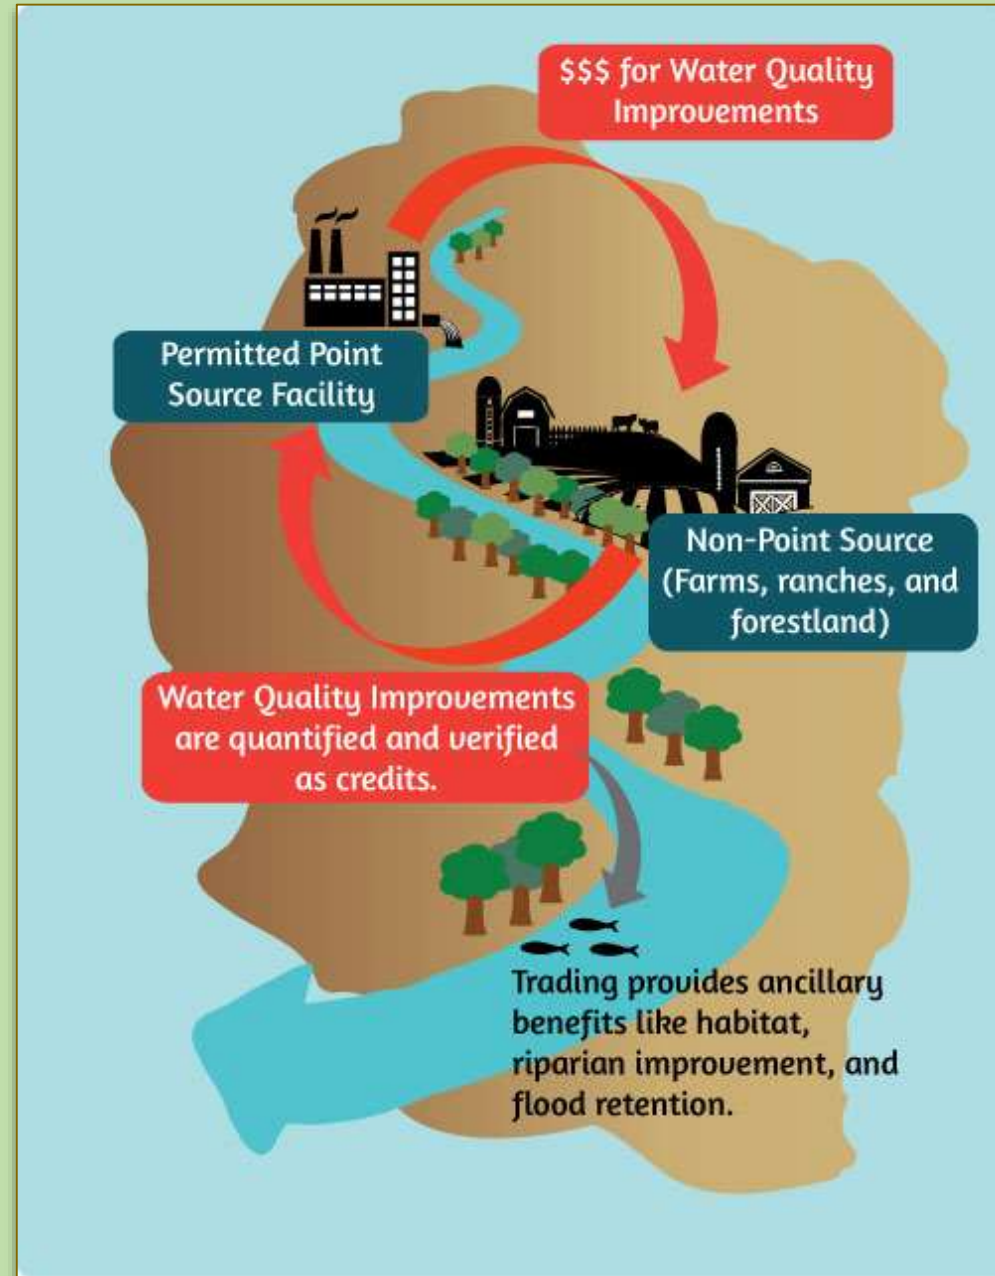 $$$ for Water Quality
Improvements
Permitted Point
Source Facility
Non-Point Source
(Farms, ranches, and
forestland)
Water Quality Improvements
are quantified and verified
as credits.
Trading provides ancillary
benefits like habitat,
riparian improvement, and
flood retention.